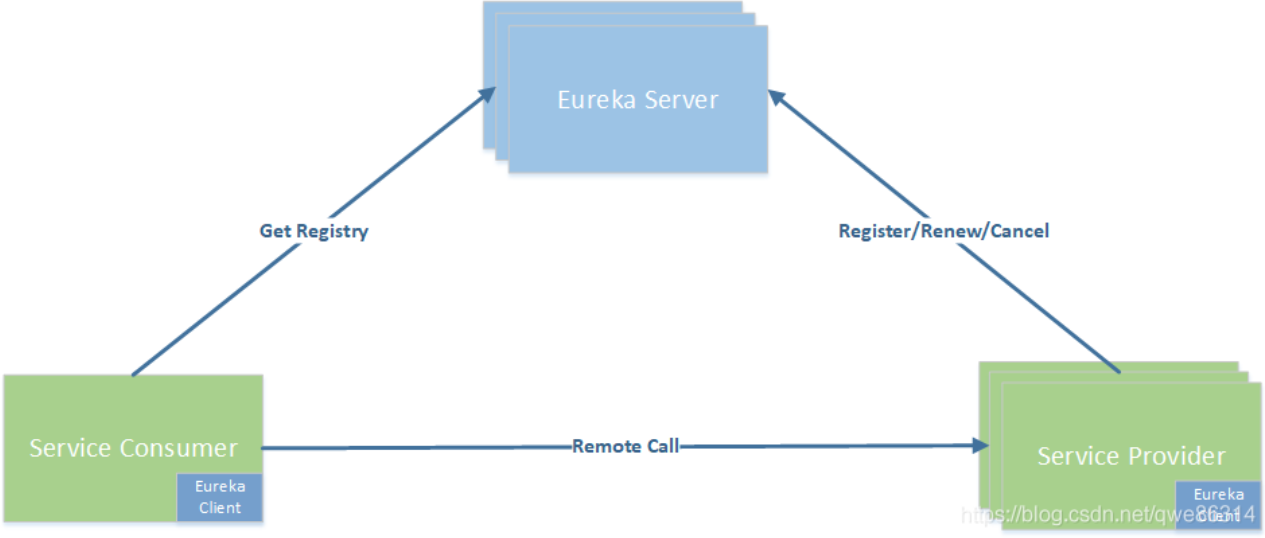 Eureka Server
Get Registry
Register/Renew/Cancel
Service Consumer
Remote Call
Service Provider
Eureka
Client
Eureka
Client
https://blog.csdn.net/qwe86314